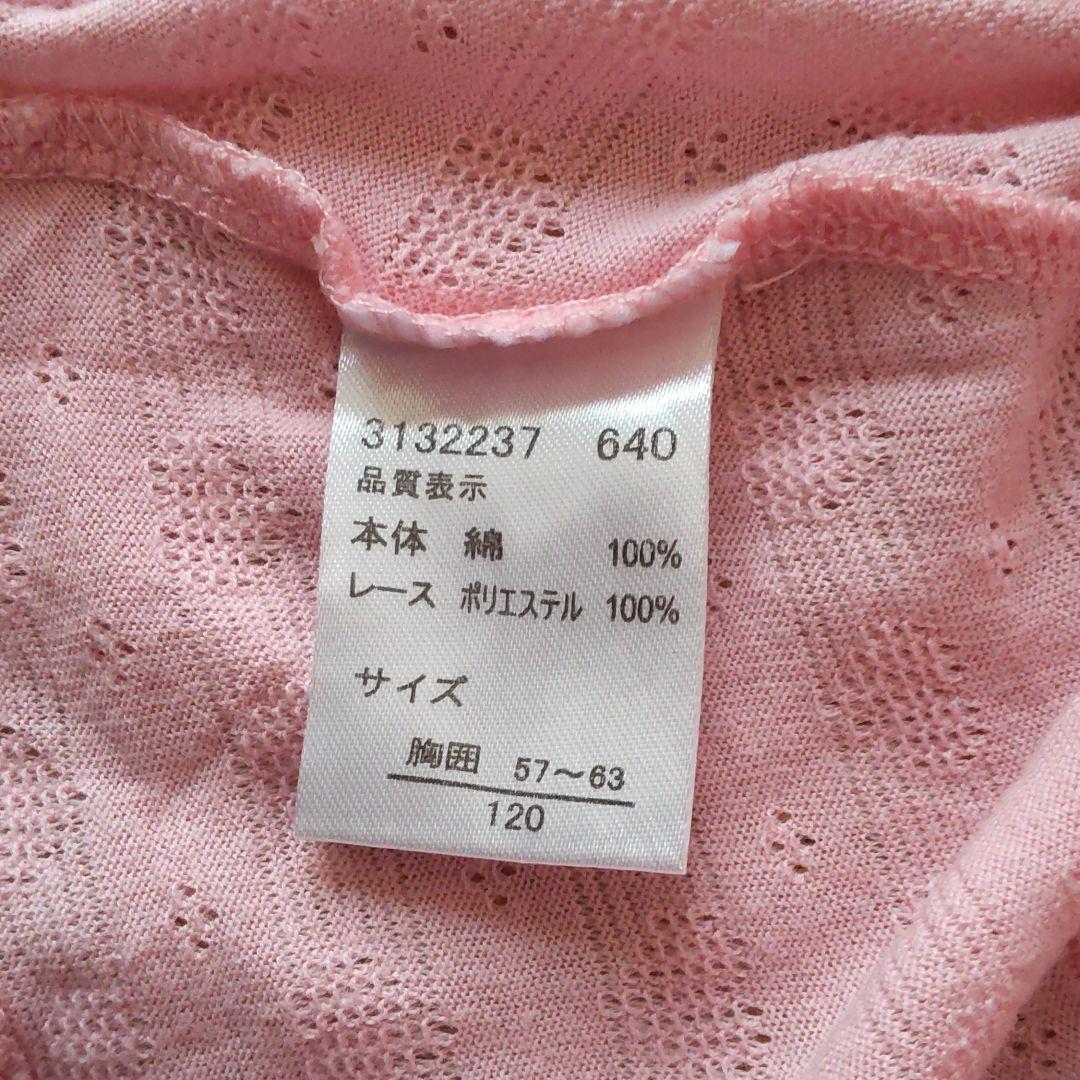 3132237 640
品質表示
本体 綿 100%
レース ポリエステル 100%
サイズ
胸囲 57〜63
120